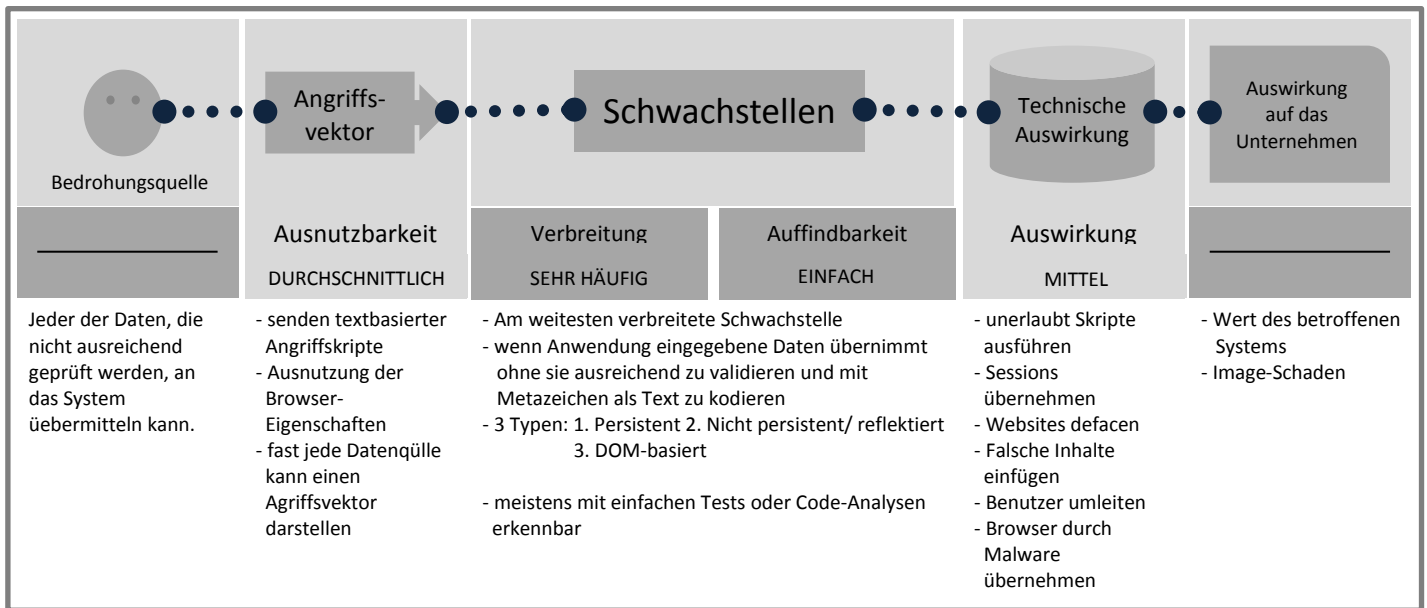 Bedrohungsquelle
Angriffs-
vektor
Schwachstellen
Technische
Auswirkung
Auswirkung
auf das
Unternehmen
Ausnutzbarkeit
DURCHSCHNITTLICH
Verbreitung
SEHR HÄUFIG
Auffindbarkeit
EINFACH
Auswirkung
MITTEL
Jeder der Daten, die
nicht ausreichend
geprüft werden, an
das System
üebermitteln kann.
- senden textbasierter
Angriffskripte
- Ausnutzung der
Browser-
Eigenschaften
- fast jede Datenqülle
kann einen
Agriffsvektor
darstellen
- Am weitesten verbreitete Schwachstelle
- wenn Anwendung eingegebene Daten übernimmt
ohne sie ausreichend zu validieren und mit
Metazeichen als Text zu kodieren
- 3 Typen: 1. Persistent 2. Nicht persistent/ reflektiert
3. DOM-basiert
- meistens mit einfachen Tests oder Code-Analysen
erkennbar
- unerlaubt Skripte
ausführen
- Sessions
übernehmen
- Websites defacen
- Falsche Inhalte
einfügen
- Benutzer umleiten
- Browser durch
Malware
übernehmen
- Wert des betroffenen
Systems
- Image-Schaden